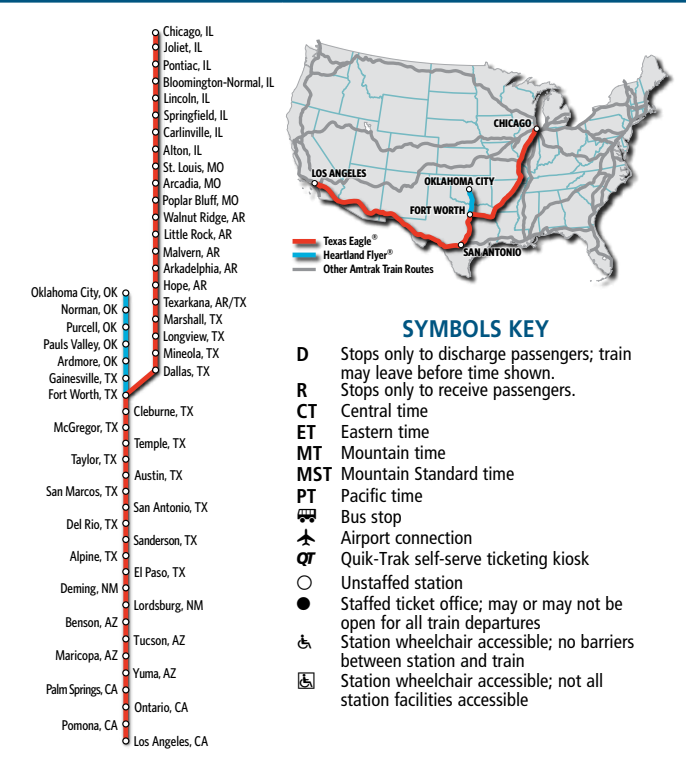 Chicago, IL
Joliet, IL
Pontiac, IL
Bloomington-Normal, IL
Lincoln, IL
Springfield, IL
Carlinville, IL
Alton, IL
St. Louis, MO
Arcadia, MO
Poplar Bluff, MO
Walnut Ridge, AR
Little Rock, AR
Malvern, AR
Arkadelphia, AR
Hope, AR
Texarkana, AR/TX
Marshall, TX
Longview, TX
Mineola, TX
Dallas, TX
Oklahoma City, OK
Norman, OK
Purcell, OK
Pauls Valley, OK
Ardmore, OK
Gainesville, TX
Fort Worth, TX
Cleburne, TX
McGregor, TX
Temple, TX
Taylor, TX
Austin, TX
San Marcos, TX
San Antonio, TX
Del Rio, TX
Sanderson, TX
Alpine, TX
El Paso, TX
Deming, NM
Lordsburg, NM
Benson, AZ
Tucson, AZ
Maricopa, AZ
Yuma, AZ
Palm Springs, CA
Ontario, CA
Pomona, CA
Los Angeles, CA
CHICAGO
LOS ANGELES
OKLAHOMA CITY
FORT WORTH
SAN ANTONIO
Texas Eagle®
Heartland Flyer®
Other Amtrak Train Routes
SYMBOLS KEY
D Stops only to discharge passengers; train
may leave before time shown.
R Stops only to receive passengers.
CT Central time
ET Eastern time
MT Mountain time
MST Mountain Standard time
PT Pacific time
Bus stop
Airport connection
QT Quik-Trak self-serve ticketing kiosk
Unstaffed station
Staffed ticket office; may or may not be
open for all train departures
Station wheelchair accessible; no barriers
between station and train
Station wheelchair accessible; not all
station facilities accessible